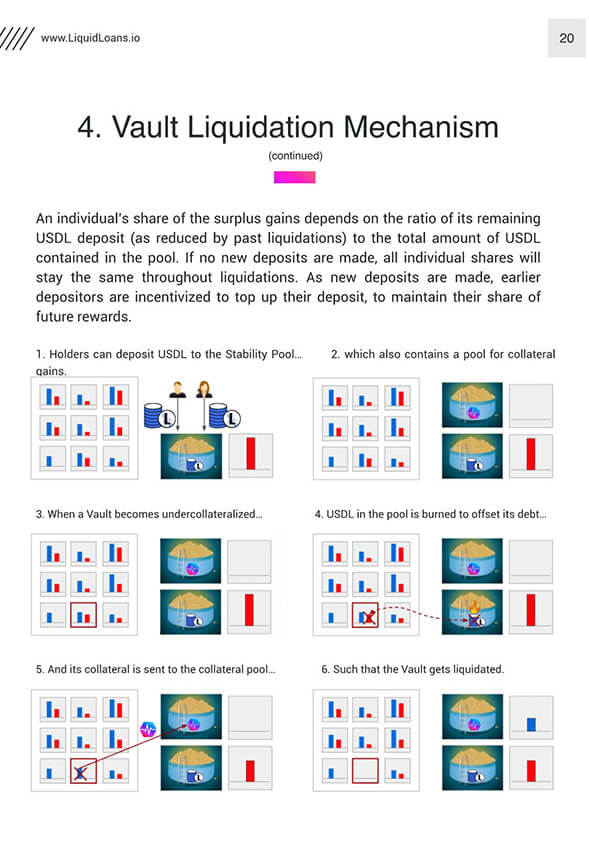 www.LiquidLoans.io
20
4. Vault Liquidation Mechanism
(continued)
An individual's share of the surplus gains depends on the ratio of its remaining
USDL deposit (as reduced by past liquidations) to the total amount of USDL
contained in the pool. If no new deposits are made, all individual shares will
stay the same throughout liquidations. As new deposits are made, earlier
depositors are incentivized to top up their deposit, to maintain their share of
future rewards.
1. Holders can deposit USDL to the Stability Pool...
2. which also contains a pool for collateral
gains.
3. When a Vault becomes undercollateralized...
4. USDL in the pool is burned to offset its debt...
5. And its collateral is sent to the collateral pool...
6. Such that the Vault gets liquidated.